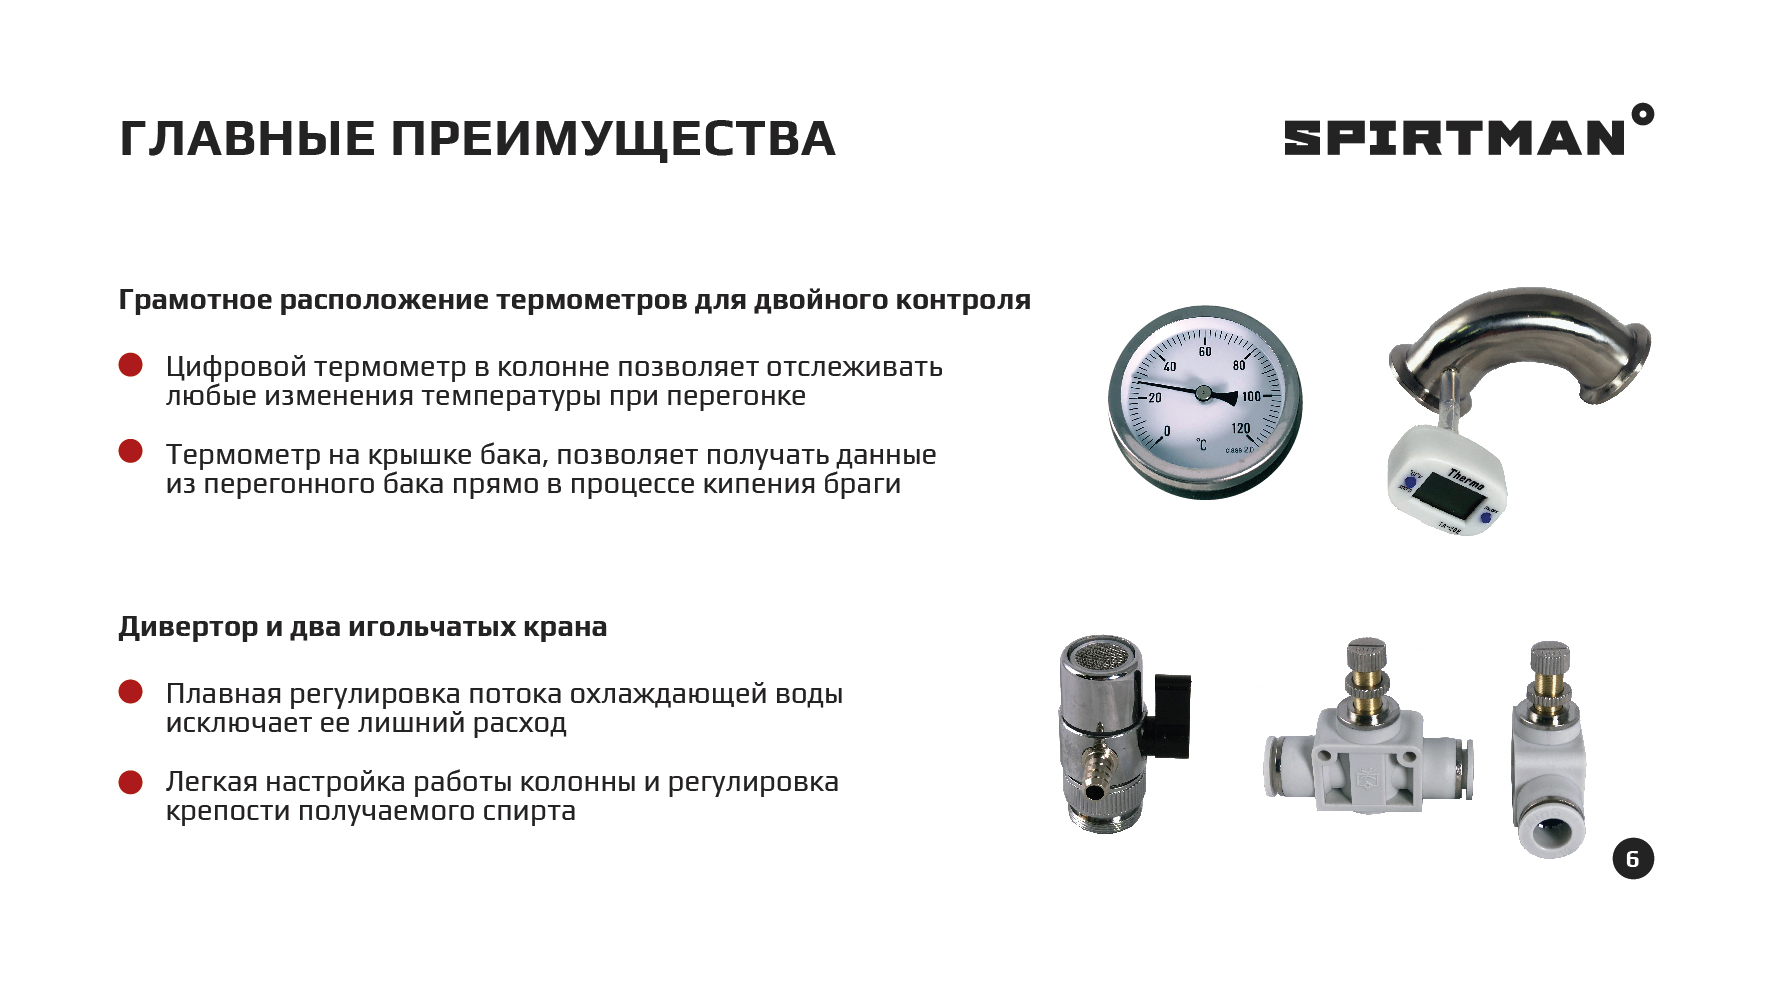 ГЛАВНЫЕ ПРЕИМУЩЕСТВА
SPIRTMAN
Грамотное расположение термометров для двойного контроля
Цифровой термометр в колонне позволяет отслеживать
любые изменения температуры при перегонке
Термометр на крышке бака, позволяет получать данные
из перегонного бака прямо в процессе кипения браги
0
20
40
60
80
100
120
°C
Thermo
Дивертор и два игольчатых крана
Плавная регулировка потока охлаждающей воды
исключает ее лишний расход
Легкая настройка работы колонны и регулировка
крепости получаемого спирта
6